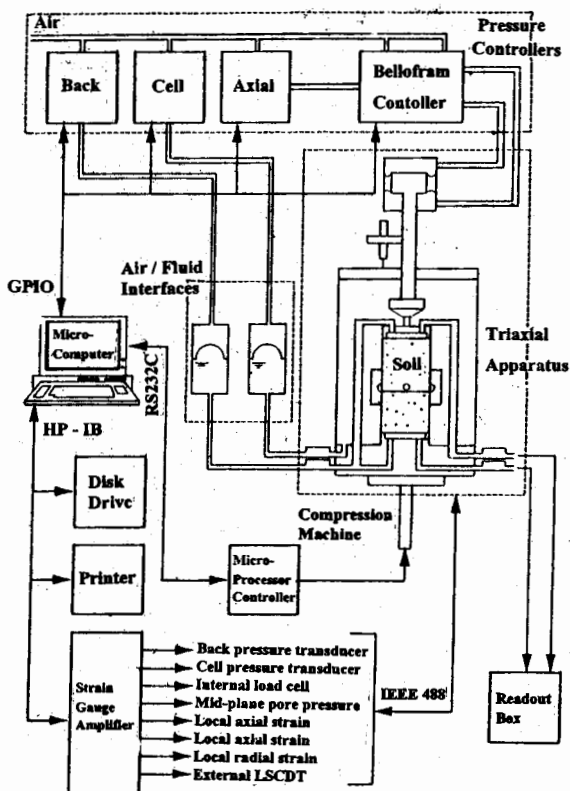 Air
Pressure
Controllers
Back
Cell
Axial
Bellofram
Contoller
GPIO
Air / Fluid
Interfaces
Micro-
Computer
RS232C
Soil
Triaxial
Apparatus
HP - IB
Disk
Drive
Compression
Machine
Printer
Micro-
Processor
Controller
Strain
Gauge
Amplifier
Back pressure transducer
Cell pressure transducer
Internal load cell
Mid-plane pore pressure
Local axial strain
Local axial strain
Local radial strain
External LSCDT
IEEE 488
Readout
Box